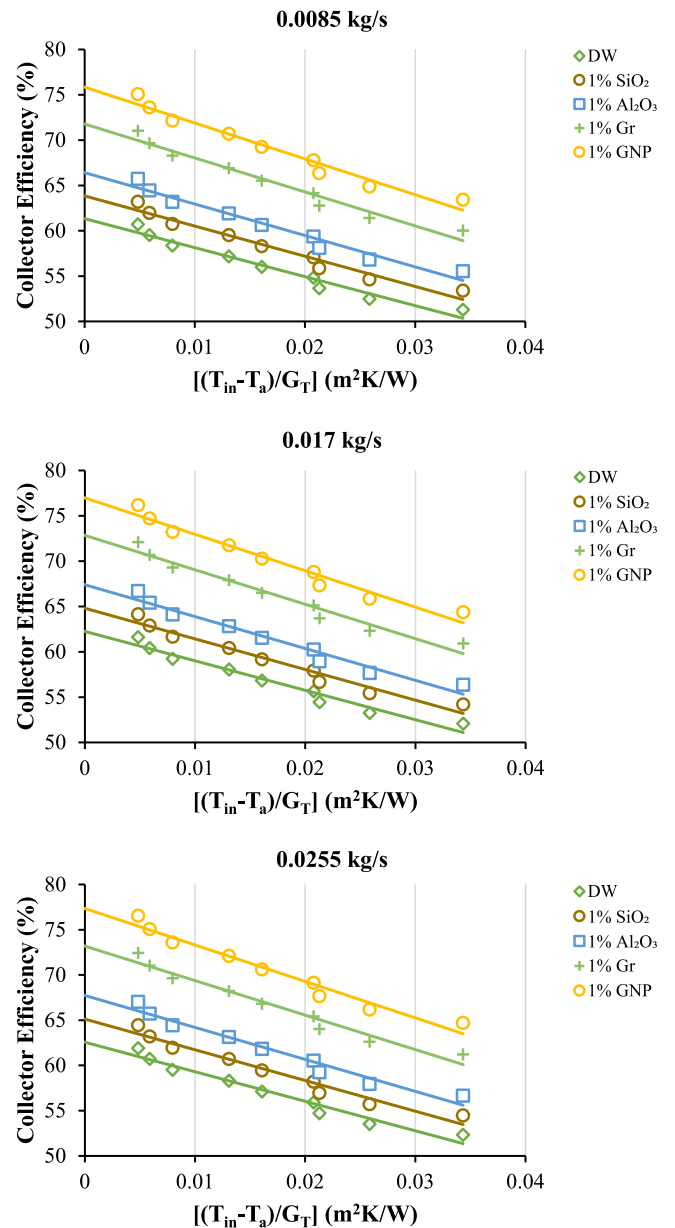 0.0085 kg/s
Collector Efficiency (%)
80
75
70
65
60
55
50
0 0.01 0.02 0.03 0.04
[(Tin-Ta)/GT] (m²K/W)
DW
1% SiO₂
1% Al₂O₃
1% Gr
1% GNP
0.017 kg/s
Collector Efficiency (%)
80
75
70
65
60
55
50
0 0.01 0.02 0.03 0.04
[(Tin-Ta)/GT] (m²K/W)
DW
1% SiO₂
1% Al₂O₃
1% Gr
1% GNP
0.0255 kg/s
Collector Efficiency (%)
80
75
70
65
60
55
50
0 0.01 0.02 0.03 0.04
[(Tin-Ta)/GT] (m²K/W)
DW
1% SiO₂
1% Al₂O₃
1% Gr
1% GNP